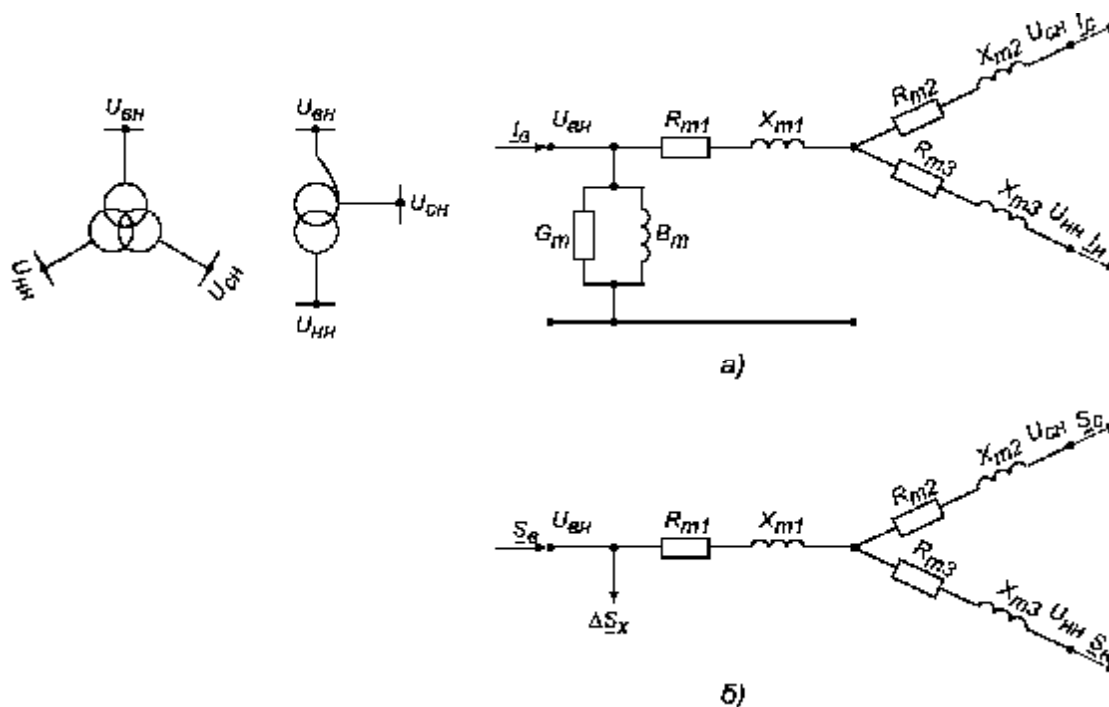 U_вн
U_нн
U_сн
U_вн
U_сн
U_нн
I_в
U_вн
R_т1
X_т1
R_т2
X_т2
U_сн
I_с
R_т3
X_т3
U_нн
I_н
G_т
B_т
а)
S_в
U_вн
R_т1
X_т1
R_т2
X_т2
U_сн
S_с
R_т3
X_т3
U_нн
S_н
ΔS_х
б)